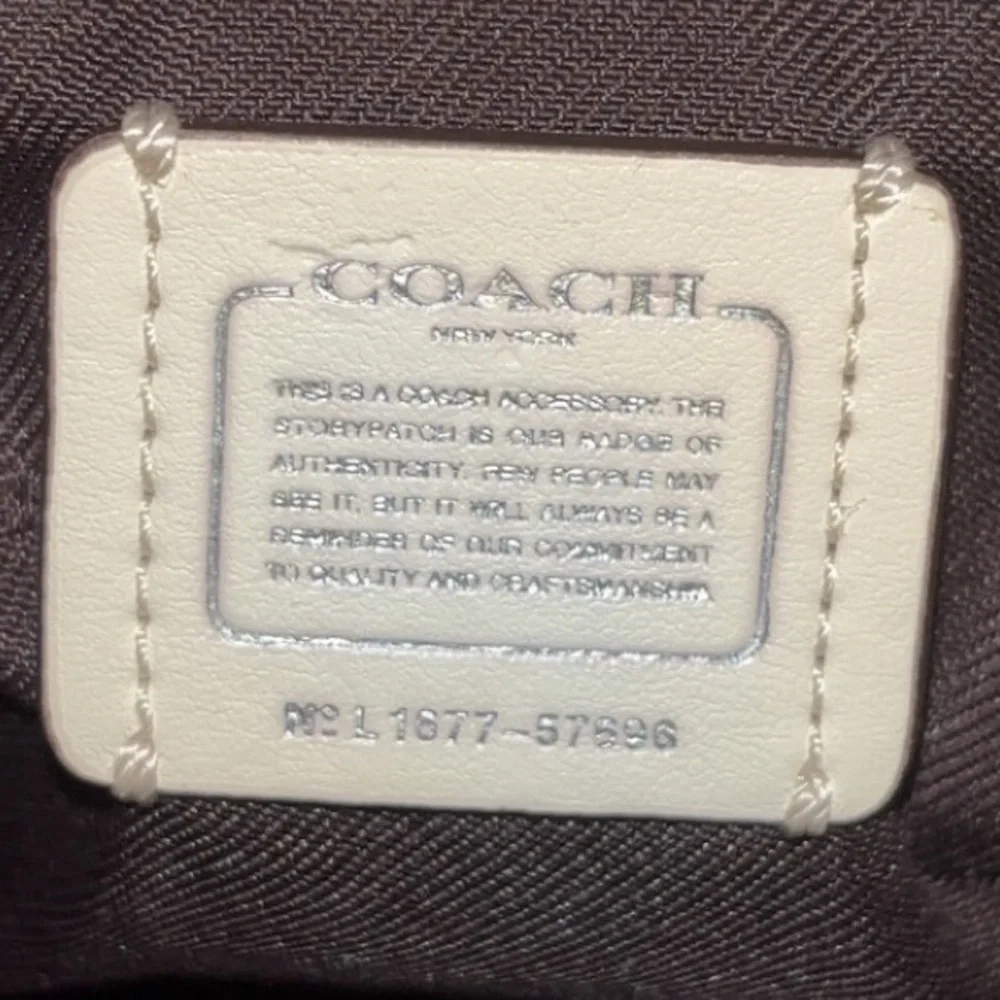 COACH
NEW YORK
THIS IS A COACH ACCESSORY. THE
STORYPATCH IS OUR BADGE OF
AUTHENTICITY. FEW PEOPLE MAY
SEE IT, BUT IT WILL ALWAYS BE A
REMINDER OF OUR COMMITMENT
TO QUALITY AND CRAFTSMANSHIP.
Nº L1677-57696